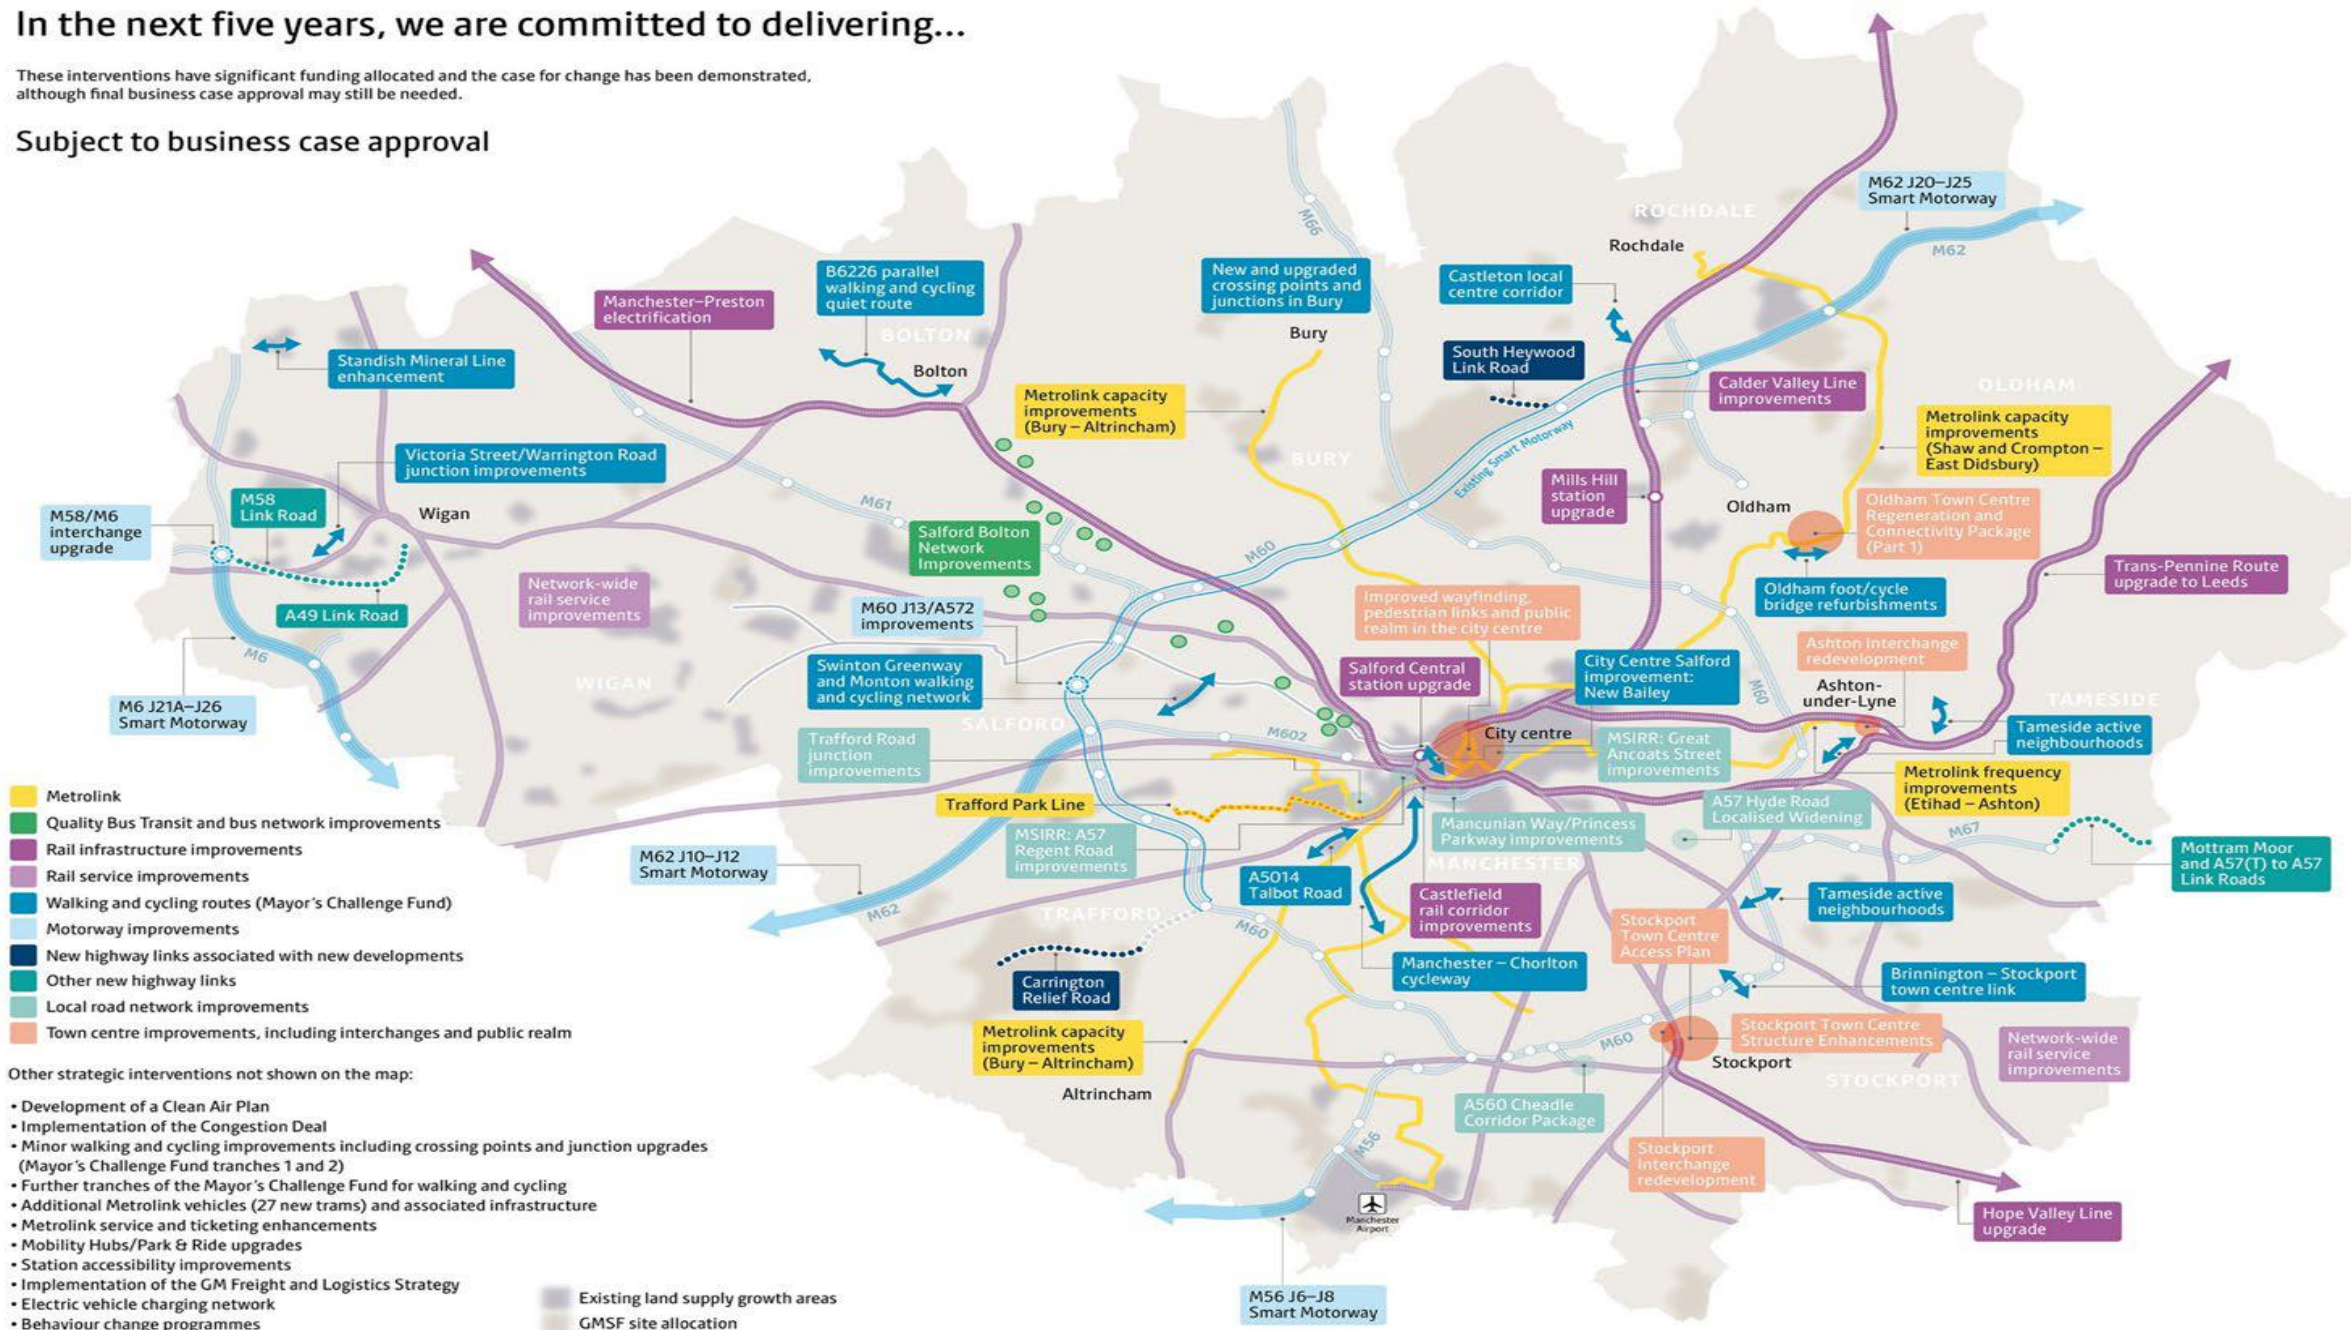 In the next five years, we are committed to delivering...
These interventions have significant funding allocated and the case for change has been demonstrated,
although final business case approval may still be needed.
Subject to business case approval
M62 J20–J25
Smart Motorway
ROCHDALE
M66
Rochdale
M62
B6226 parallel
walking and cycling
quiet route
New and upgraded
crossing points and
junctions in Bury
Castleton local
centre corridor
Manchester–Preston
electrification
BOLTON
Bury
Standish Mineral Line
enhancement
Bolton
South Heywood
Link Road
Calder Valley Line
improvements
OLDHAM
Metrolink capacity
improvements
(Bury – Altrincham)
Metrolink capacity
improvements
(Shaw and Crompton –
East Didsbury)
Existing Smart Motorway
BURY
Victoria Street/Warrington Road
junction improvements
Mills Hill
station
upgrade
M58
Link Road
Wigan
M61
Oldham
Oldham Town Centre
Regeneration and
Connectivity Package
(Part 1)
M58/M6
interchange
upgrade
Salford Bolton
Network
Improvements
M60
Trans-Pennine Route
upgrade to Leeds
Network-wide
rail service
improvements
A49 Link Road
M60 J13/A572
improvements
Improved wayfinding,
pedestrian links and public
realm in the city centre
Oldham foot/cycle
bridge refurbishments
M6
Ashton Interchange
redevelopment
Swinton Greenway
and Monton walking
and cycling network
Salford Central
station upgrade
City Centre Salford
improvement:
New Bailey
M60
Ashton-
under-Lyne
WIGAN
TAMESIDE
M6 J21A–J26
Smart Motorway
SALFORD
M602
City centre
Tameside active
neighbourhoods
Trafford Road
junction
improvements
MSIRR: Great
Ancoats Street
improvements
Metrolink frequency
improvements
(Etihad – Ashton)
Trafford Park Line
A57 Hyde Road
Localised Widening
MSIRR: A57
Regent Road
improvements
Mancunian Way/Princess
Parkway improvements
M67
M62 J10–J12
Smart Motorway
MANCHESTER
Mottram Moor
and A57(T) to A57
Link Roads
A5014
Talbot Road
Castlefield
rail corridor
improvements
Tameside active
neighbourhoods
M62
TRAFFORD
M60
Stockport
Town Centre
Access Plan
Carrington
Relief Road
Manchester – Chorlton
cycleway
Brinnington – Stockport
town centre link
Metrolink capacity
improvements
(Bury – Altrincham)
M60
Stockport Town Centre
Structure Enhancements
Network-wide
rail service
improvements
Stockport
STOCKPORT
Altrincham
A560 Cheadle
Corridor Package
M56
Stockport
Interchange
redevelopment
Manchester
Airport
Hope Valley Line
upgrade
M56 J6–J8
Smart Motorway
Metrolink
Quality Bus Transit and bus network improvements
Rail infrastructure improvements
Rail service improvements
Walking and cycling routes (Mayor's Challenge Fund)
Motorway improvements
New highway links associated with new developments
Other new highway links
Local road network improvements
Town centre improvements, including interchanges and public realm
Other strategic interventions not shown on the map:
• Development of a Clean Air Plan
• Implementation of the Congestion Deal
• Minor walking and cycling improvements including crossing points and junction upgrades
(Mayor's Challenge Fund tranches 1 and 2)
• Further tranches of the Mayor's Challenge Fund for walking and cycling
• Additional Metrolink vehicles (27 new trams) and associated infrastructure
• Metrolink service and ticketing enhancements
• Mobility Hubs/Park & Ride upgrades
• Station accessibility improvements
• Implementation of the GM Freight and Logistics Strategy
• Electric vehicle charging network
• Behaviour change programmes
Existing land supply growth areas
GMSF site allocation